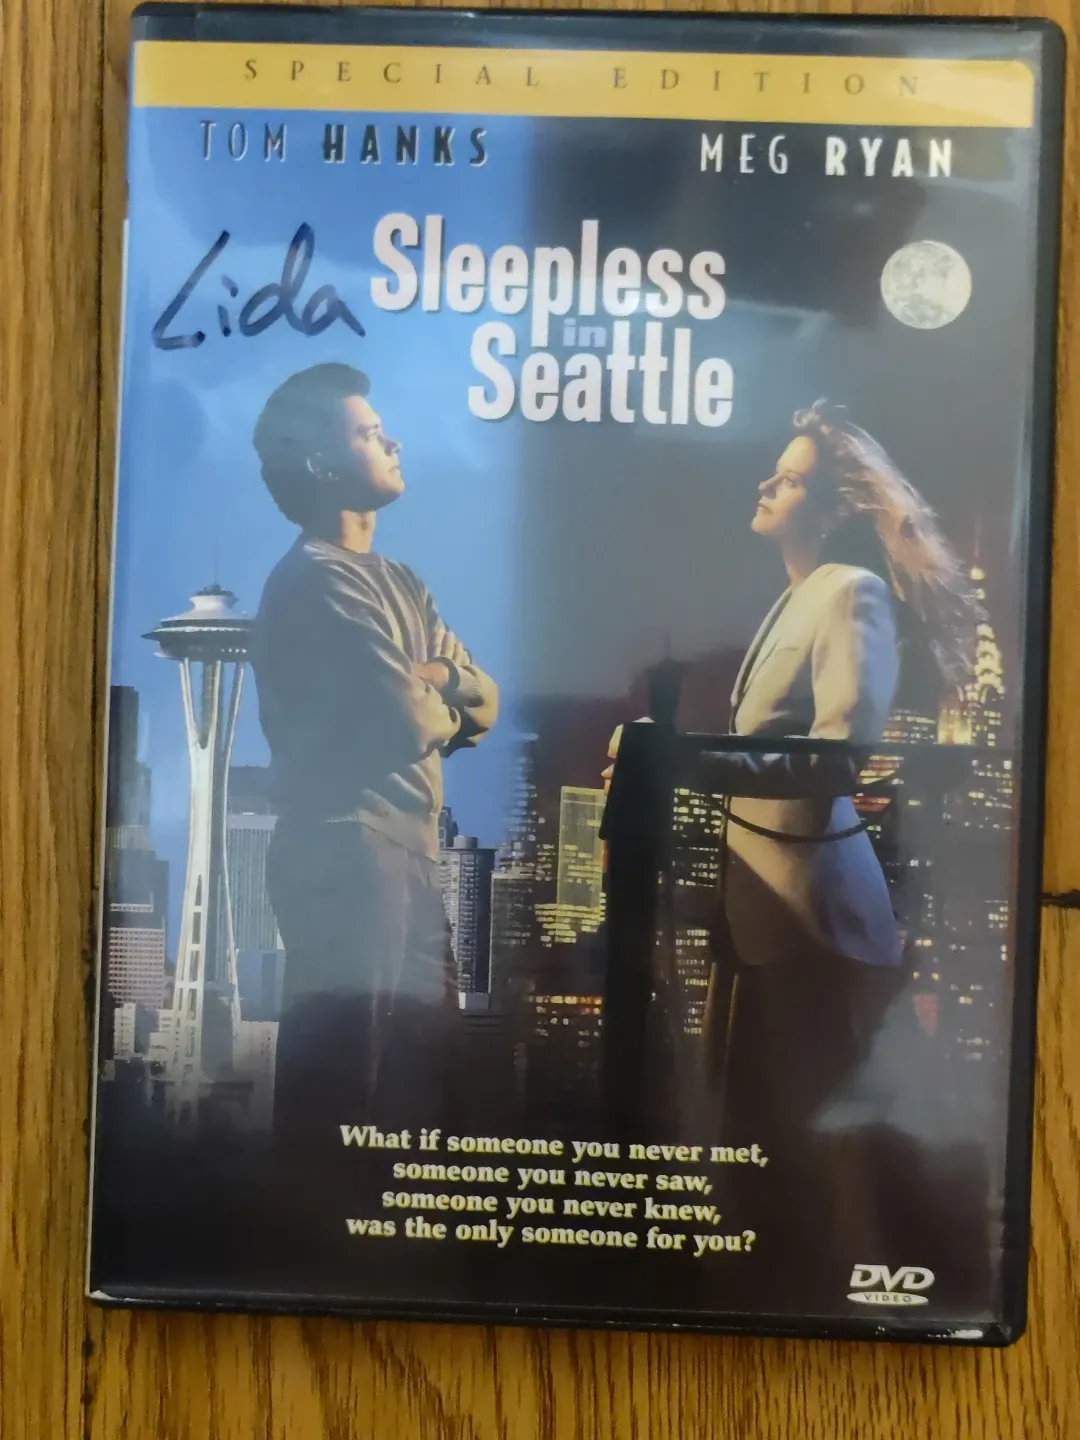 SPECIAL EDITION
TOM HANKS MEG RYAN
Lida
Sleepless
in
Seattle
What if someone you never met,
someone you never saw,
someone you never knew,
was the only someone for you?
DVD
VIDEO